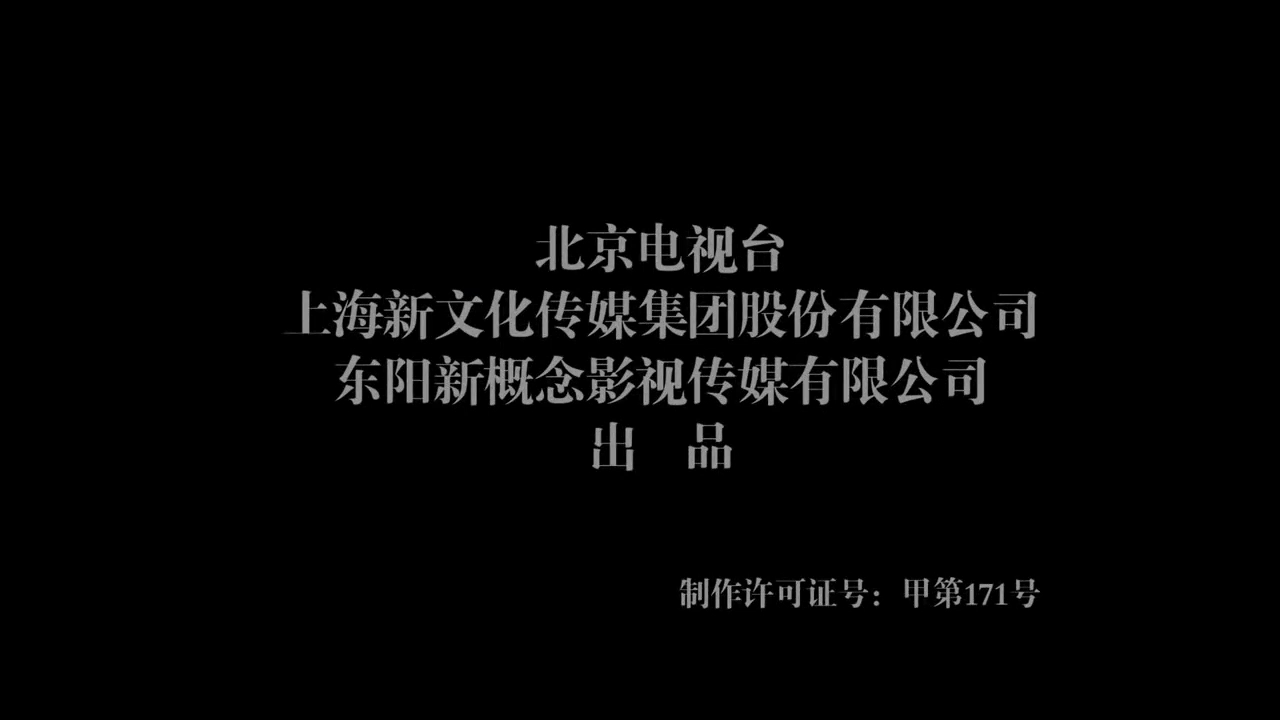 北京电视台
上海新文化传媒集团股份有限公司
东阳新概念影视传媒有限公司
出 品
制作许可证号：甲第171号